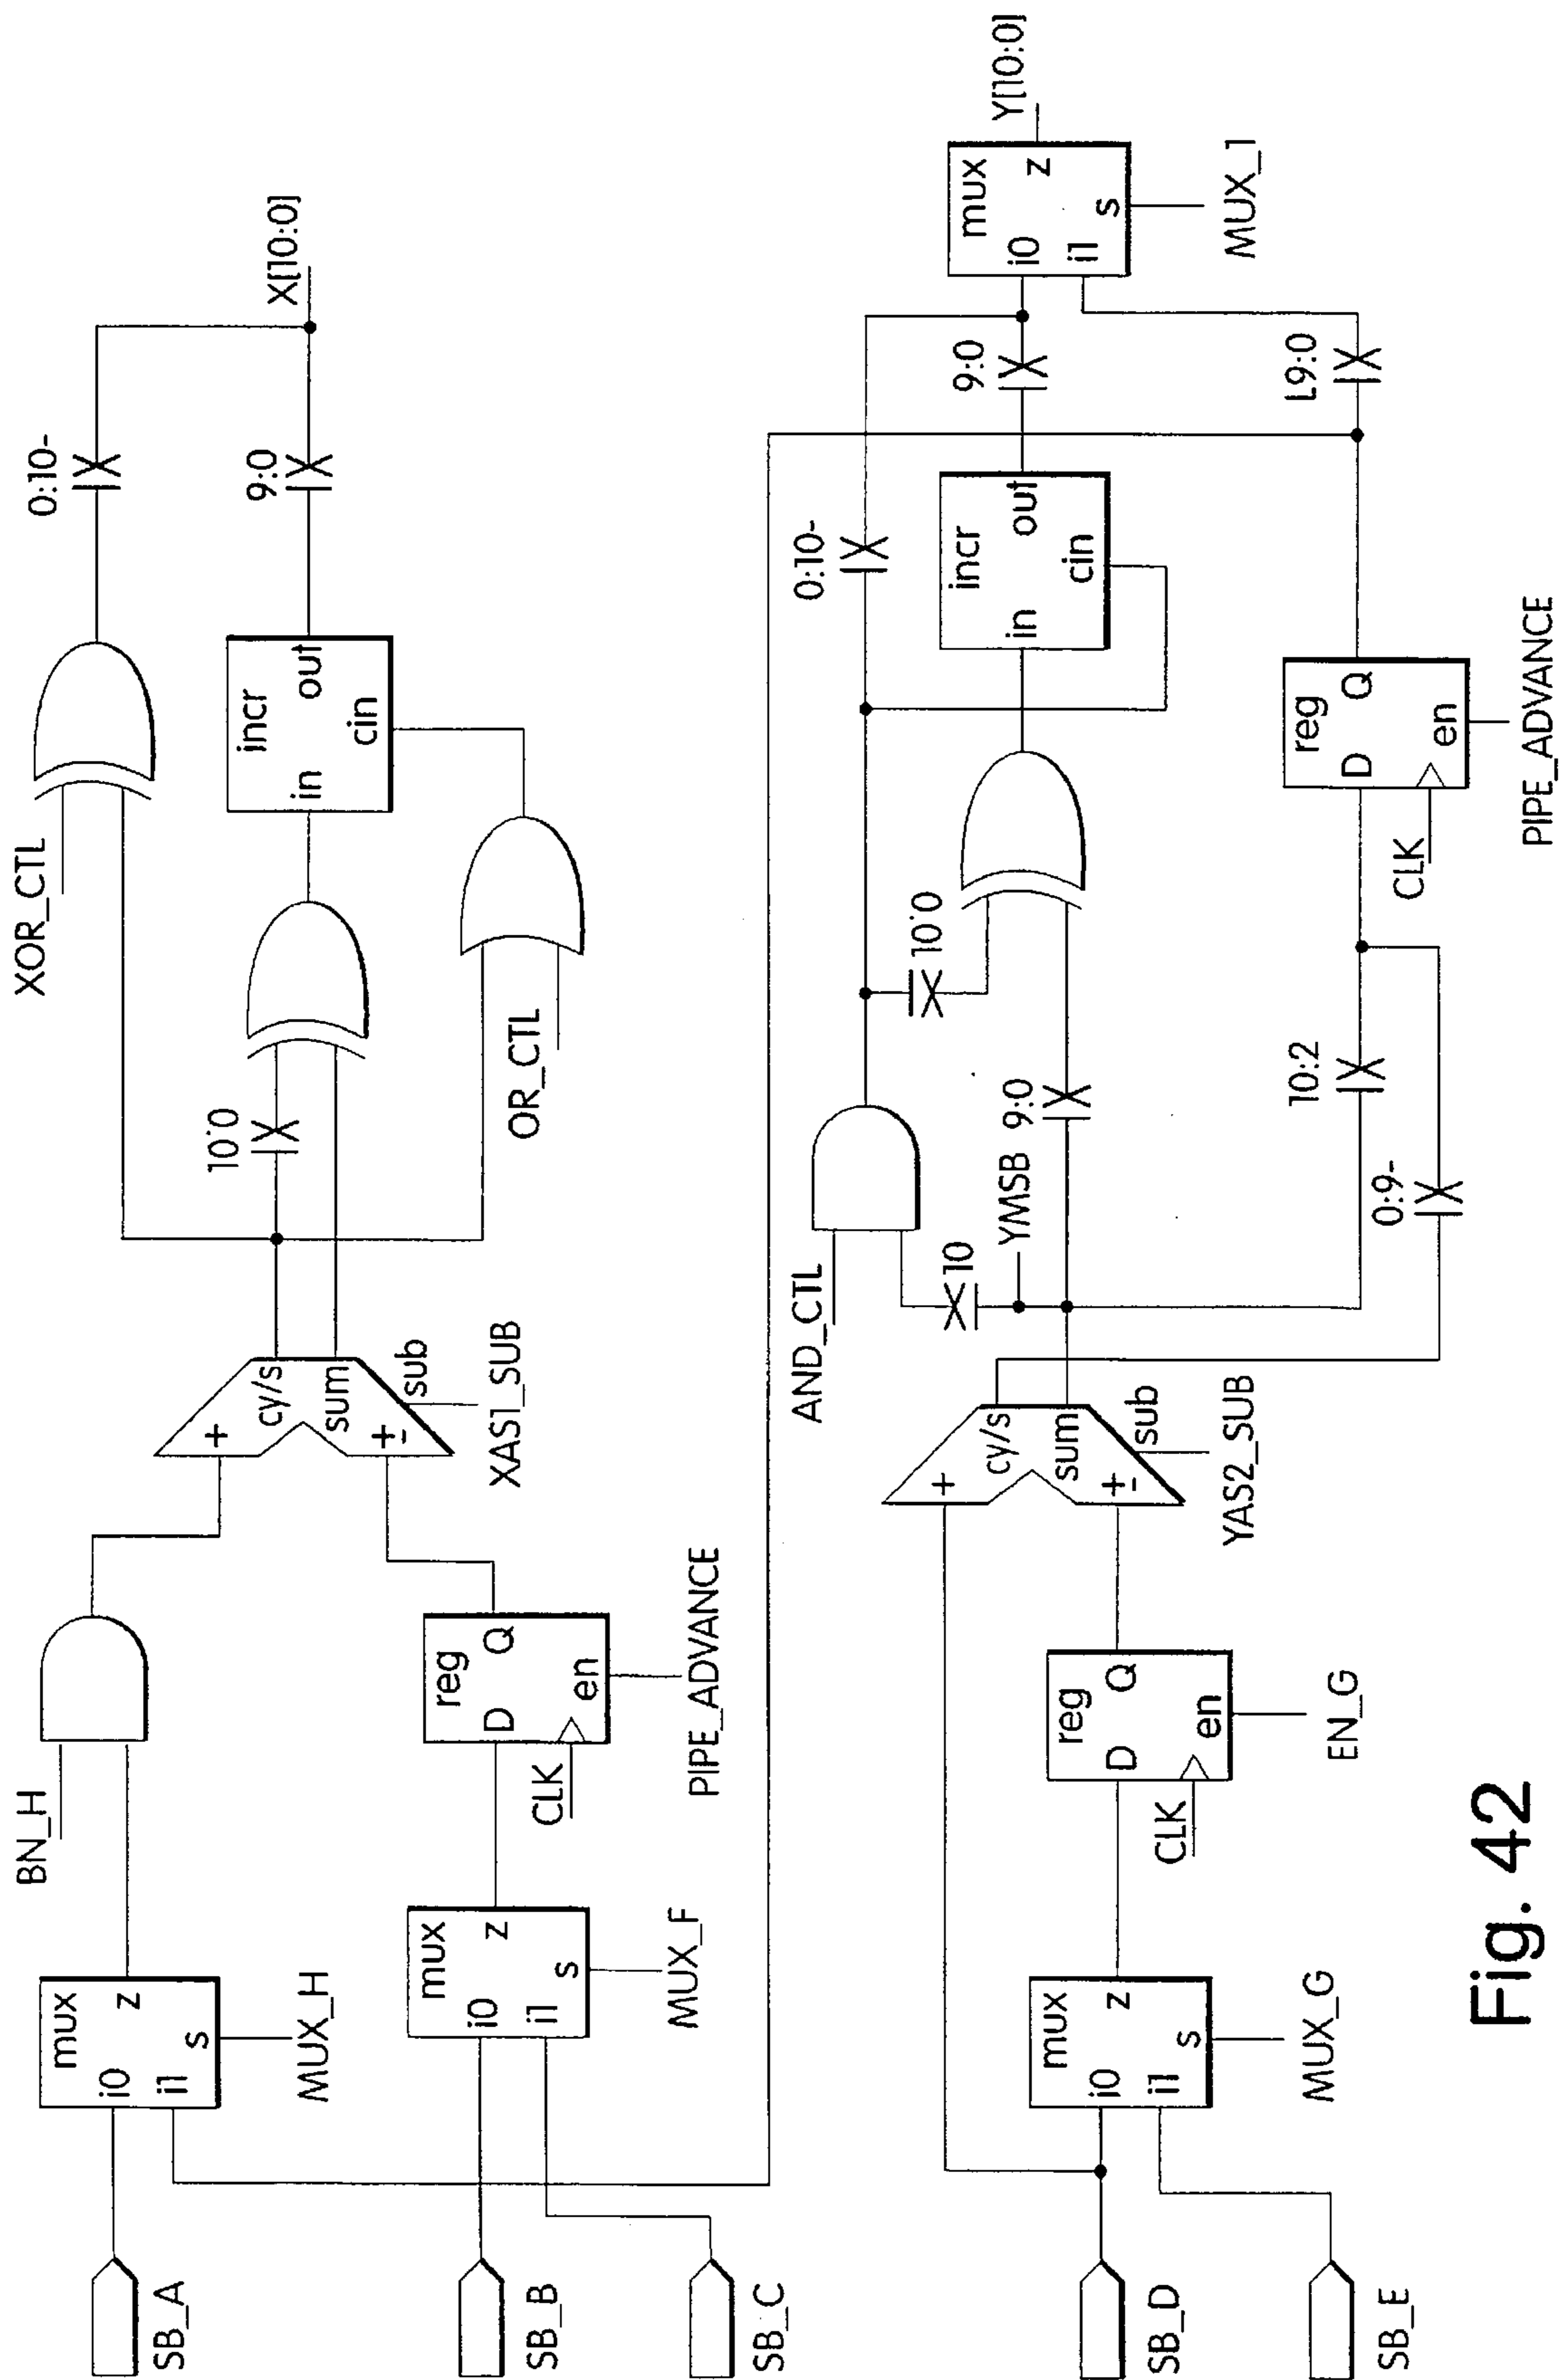 SB_A
mux
i0
z
i1
s
MUX_H
BN_H
SB_B
SB_C
mux
i0
z
i1
s
MUX_F
reg
D
Q
CLK
en
PIPE_ADVANCE
+
cy/s
sum
+
-
sub
XAS1_SUB
XOR_CTL
10'0
OR_CTL
incr
in
out
cin
0:10-
9:0
X[10:0]
SB_D
SB_E
mux
i0
z
i1
s
MUX_G
reg
D
Q
CLK
en
EN_G
+
cy/s
sum
+
-
sub
YAS2_SUB
AND_CTL
10
YMSB
9:0
10'0
10:2
0:9-
incr
in
out
cin
0:10-
9:0
reg
D
Q
CLK
en
PIPE_ADVANCE
L9:0
mux
i0
z
i1
s
MUX_1
Y[10:0]
Fig. 42